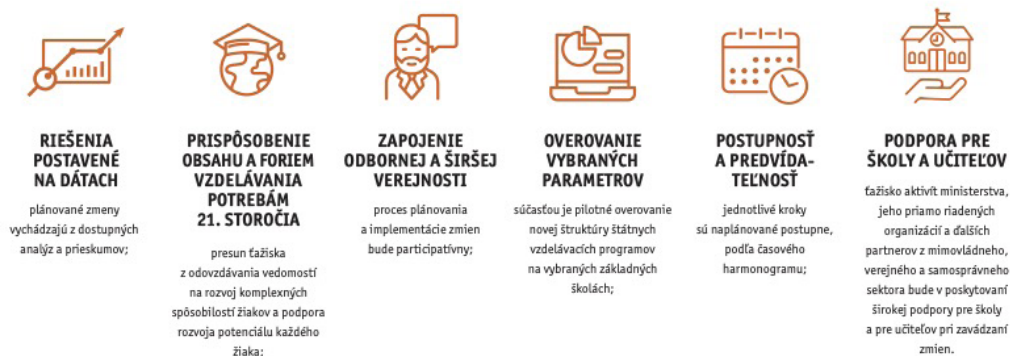 RIEŠENIA
POSTAVENÉ
NA DÁTACH
plánované zmeny
vychádzajú z dostupných
analýz a prieskumov;
PRISPÔSOBENIE
OBSAHU A FORIEM
VZDELÁVANIA
POTREBÁM
21. STOROČIA
presun ťažiska
z odovzdávania vedomostí
na rozvoj komplexných
spôsobilostí žiakov a podpora
rozvoja potenciálu každého
žiaka;
ZAPOJENIE
ODBORNEJ A ŠIRŠEJ
VEREJNOSTI
proces plánovania
a implementácie zmien
bude participatívny;
OVEROVANIE
VYBRANÝCH
PARAMETROV
súčasťou je pilotné overovanie
novej štruktúry štátnych
vzdelávacích programov
na vybraných základných
školách;
POSTUPNOSŤ
A PREDVÍDA-
TEĽNOSŤ
jednotlivé kroky
sú naplánované postupne,
podľa časového
harmonogramu;
PODPORA PRE
ŠKOLY A UČITEĽOV
ťažisko aktivít ministerstva,
jeho priamo riadených
organizácií a ďalších
partnerov z mimovládneho,
verejného a samosprávneho
sektora bude v poskytovaní
širokej podpory pre školy
a pre učiteľov pri zavádzaní
zmien.